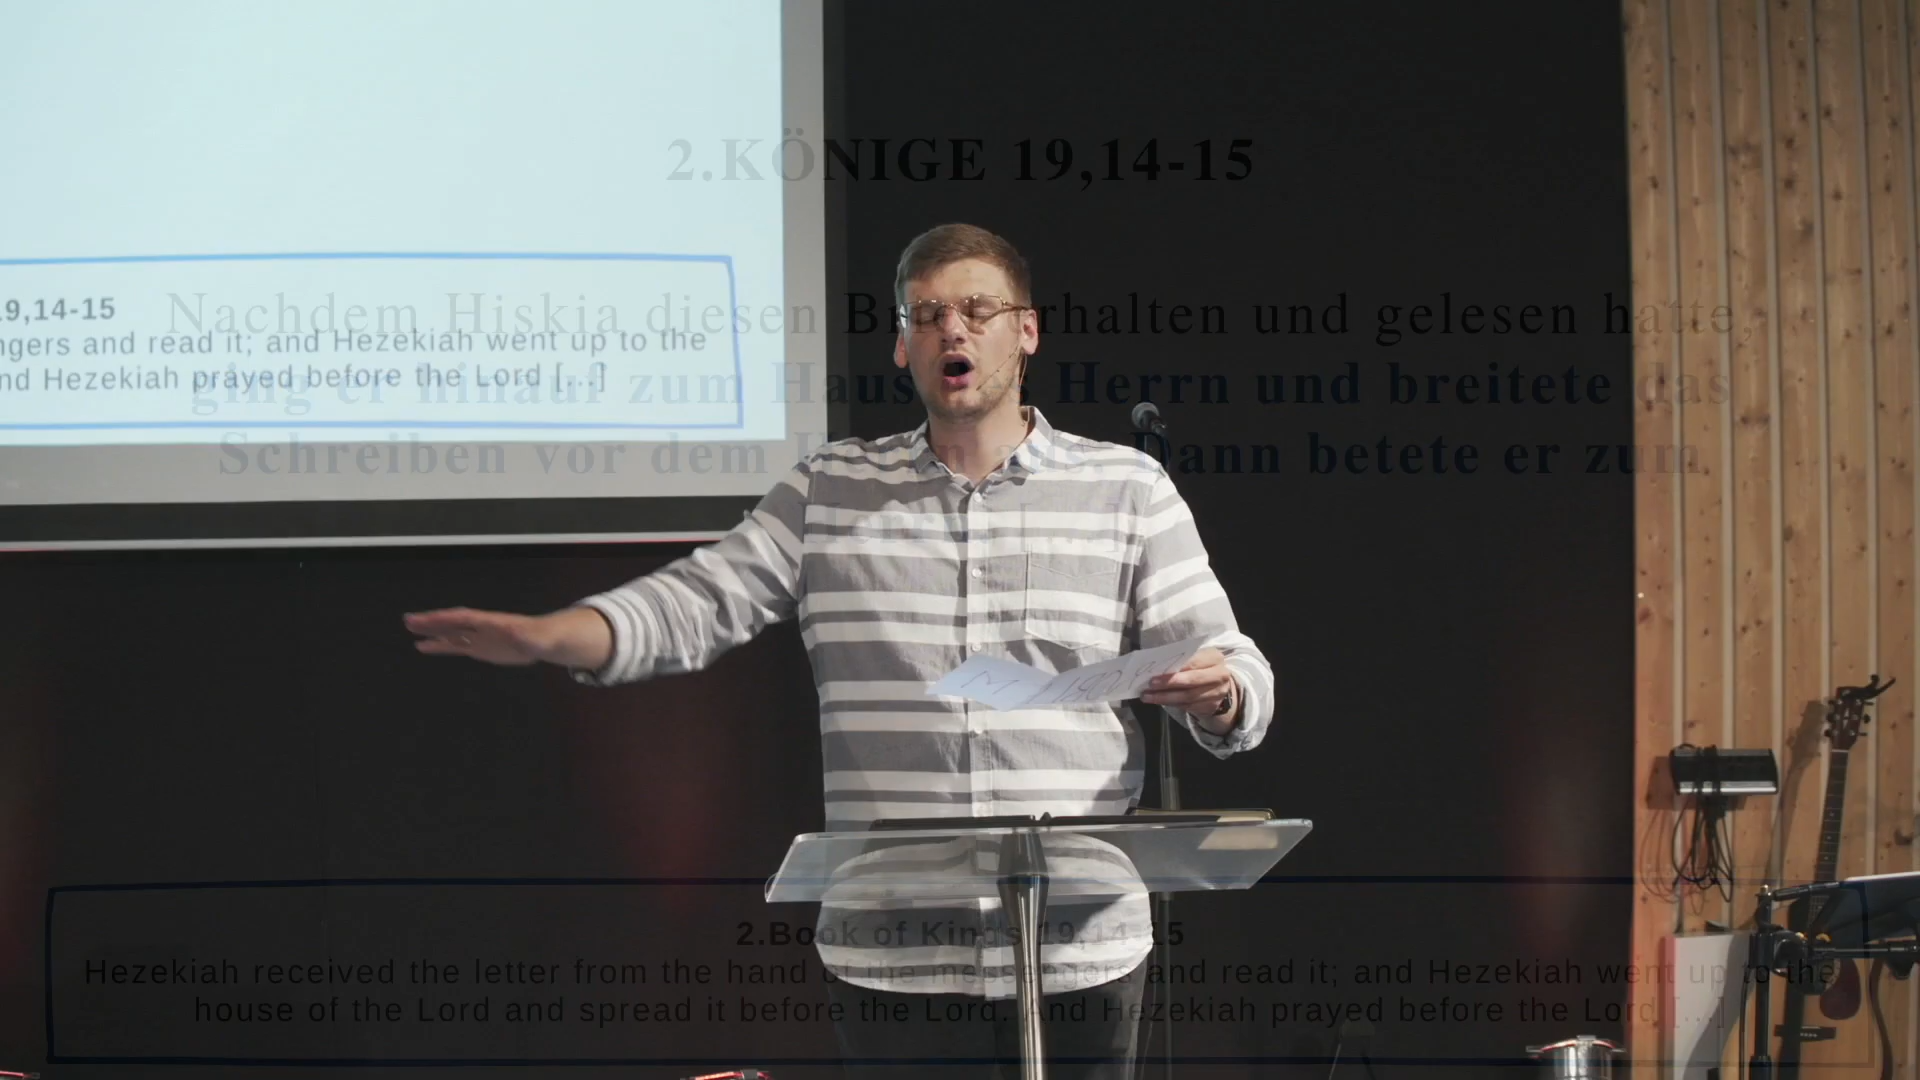 2.KÖNIGE 19,14-15
Nachdem Hiskia diesen Brief erhalten und gelesen hatte,
ging er hinauf zum Haus des Herrn und breitete das
Schreiben vor dem Herrn aus. Dann betete er zum
Herrn: [...]
19,14-15
ngers and read it; and Hezekiah went up to the
nd Hezekiah prayed before the Lord [...]
2.Book of Kings 19,14-15
Hezekiah received the letter from the hand of the messengers and read it; and Hezekiah went up to the
house of the Lord and spread it before the Lord. And Hezekiah prayed before the Lord [...]